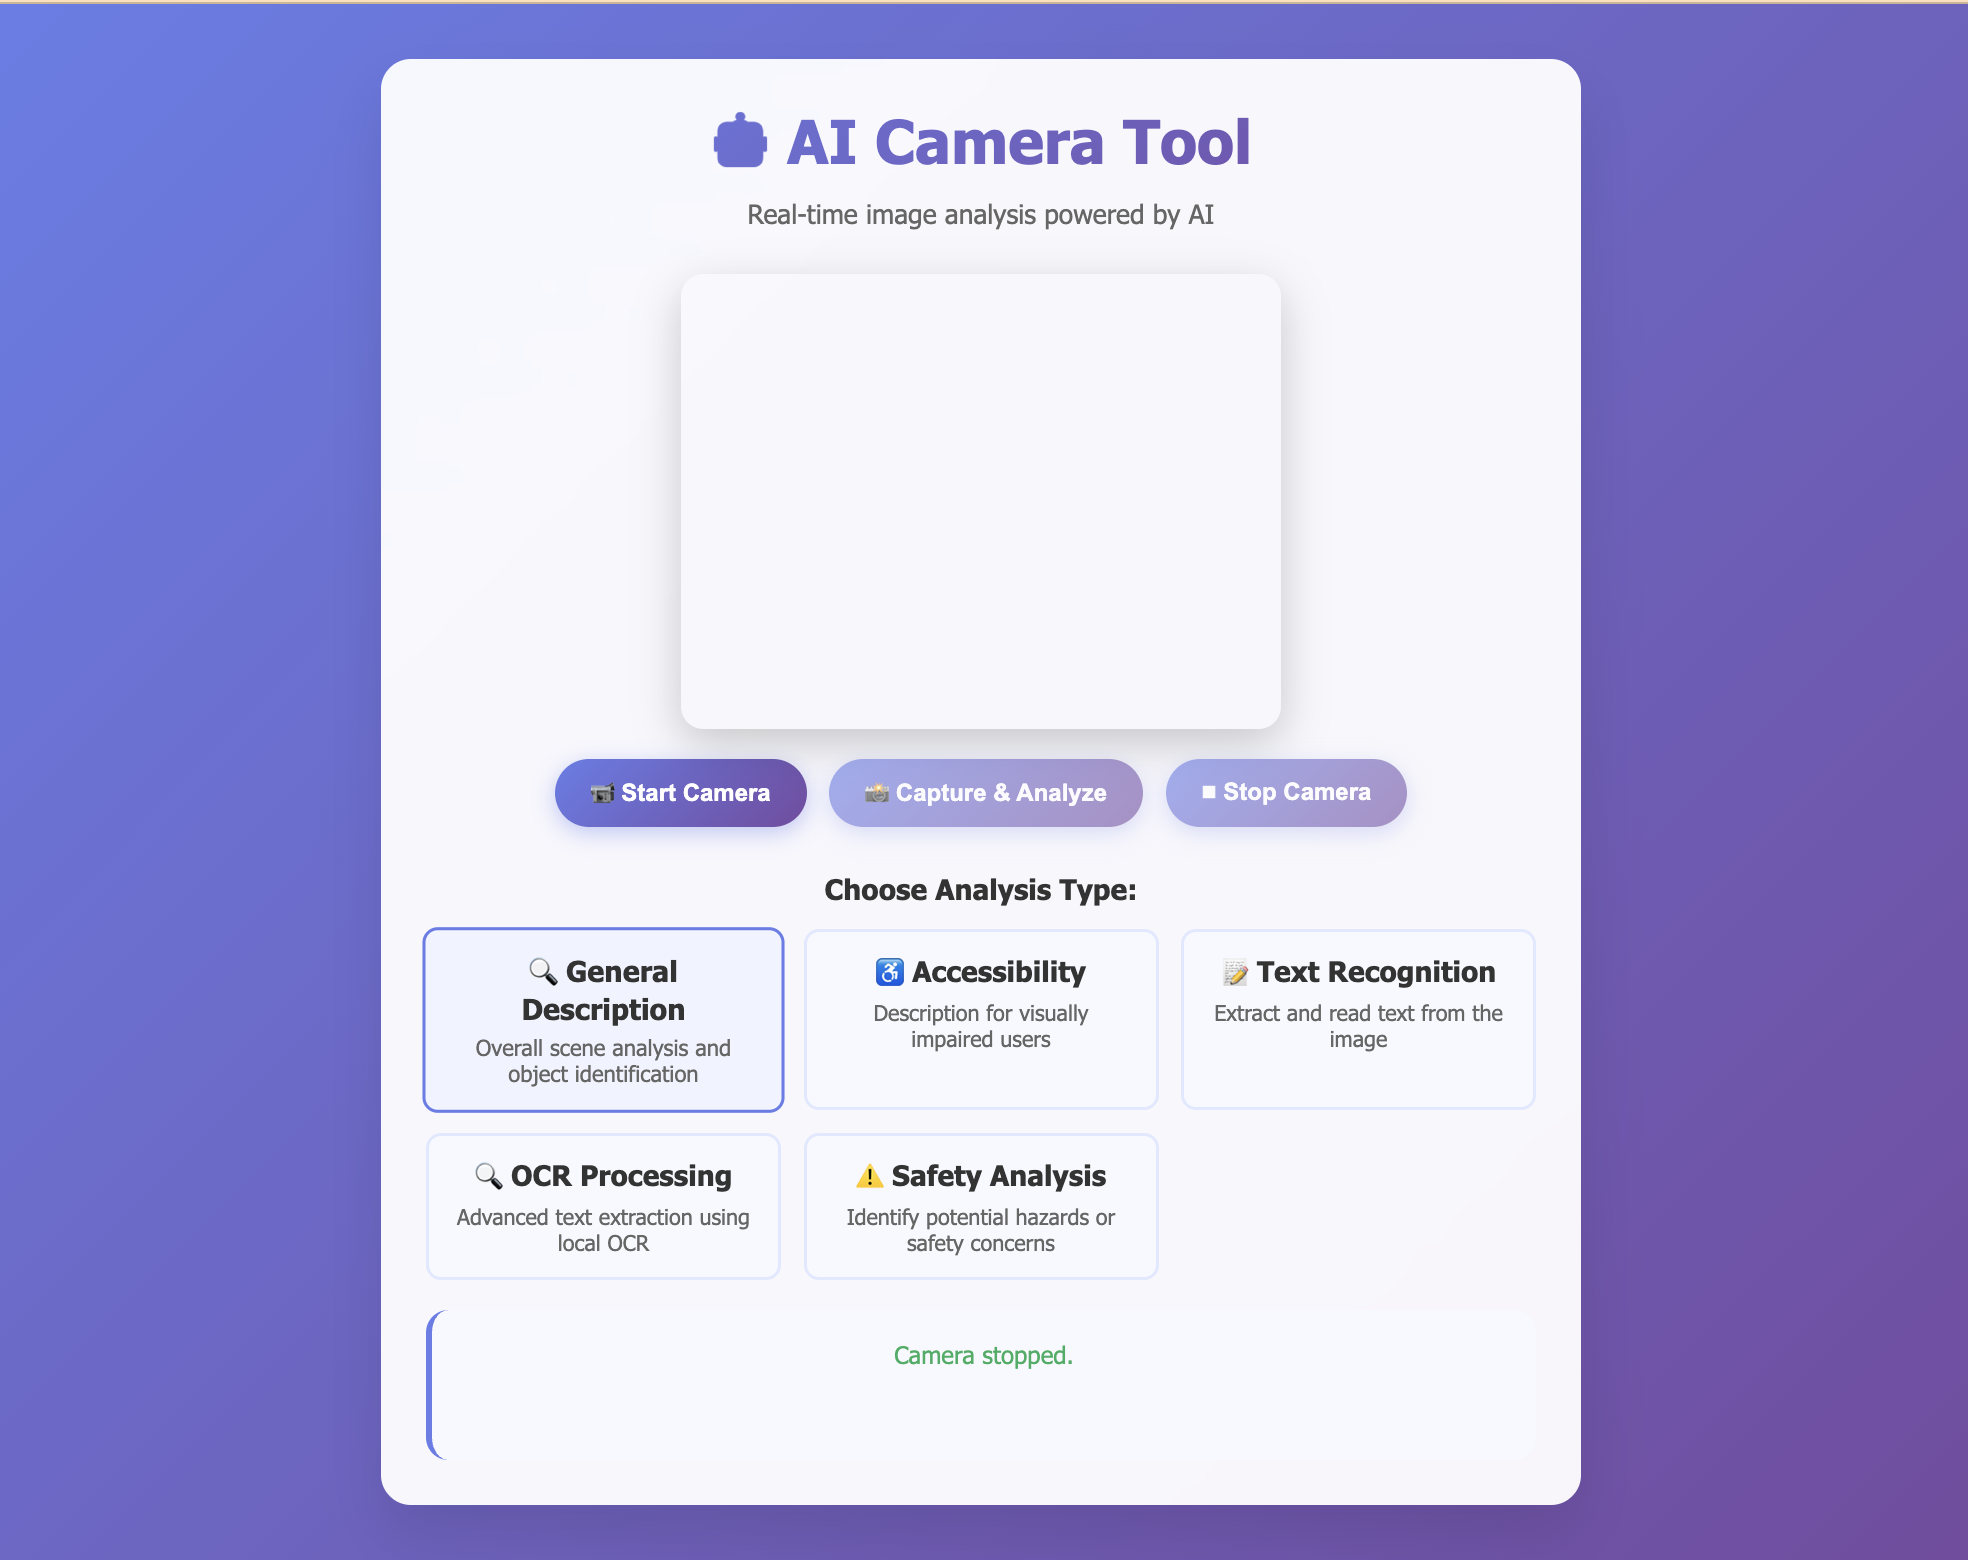 AI Camera Tool
Real-time image analysis powered by AI
Start Camera
Capture & Analyze
Stop Camera
Choose Analysis Type:
General
Description
Overall scene analysis and
object identification
Accessibility
Description for visually
impaired users
Text Recognition
Extract and read text from the
image
OCR Processing
Advanced text extraction using
local OCR
Safety Analysis
Identify potential hazards or
safety concerns
Camera stopped.